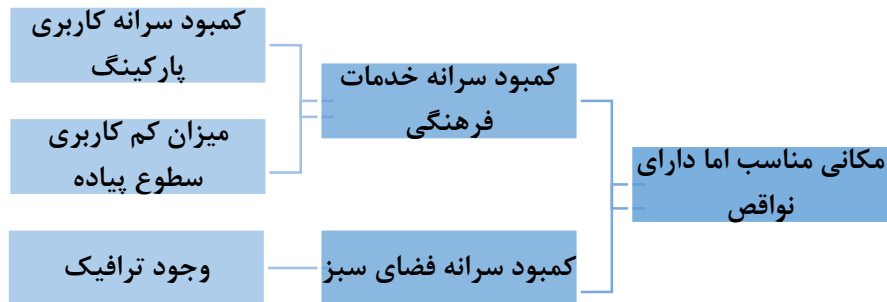 مکانی مناسب اما دارای
نواقص
کمبود سرانه خدمات
فرهنگی
کمبود سرانه کاربری
پارکینگ
میزان کم کاربری
سطوع پیاده
کمبود سرانه فضای سبز
وجود ترافیک